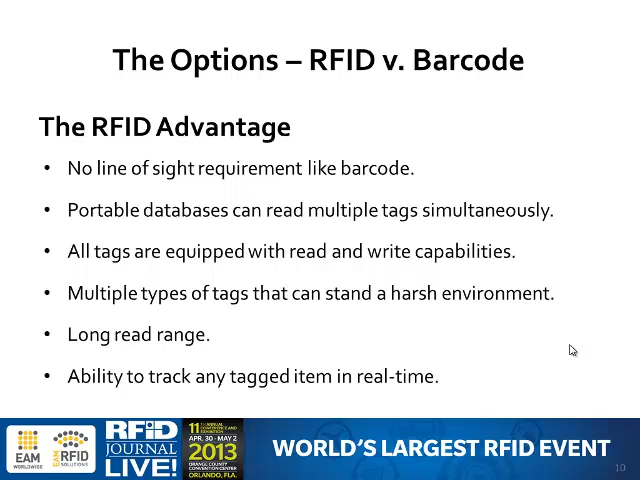 The Options – RFID v. Barcode
The RFID Advantage
• No line of sight requirement like barcode.
• Portable databases can read multiple tags simultaneously.
• All tags are equipped with read and write capabilities.
• Multiple types of tags that can stand a harsh environment.
• Long read range.
• Ability to track any tagged item in real-time.
EAM
WORLDWIDE
EAM RFID
SOLUTIONS
RFID
JOURNAL
LIVE!
11TH ANNUAL
CONFERENCE AND
EXHIBITION
APR. 30 - MAY 2
2013
ORANGE COUNTY
CONVENTION CENTER
ORLANDO, FLA.
WORLD'S LARGEST RFID EVENT
10